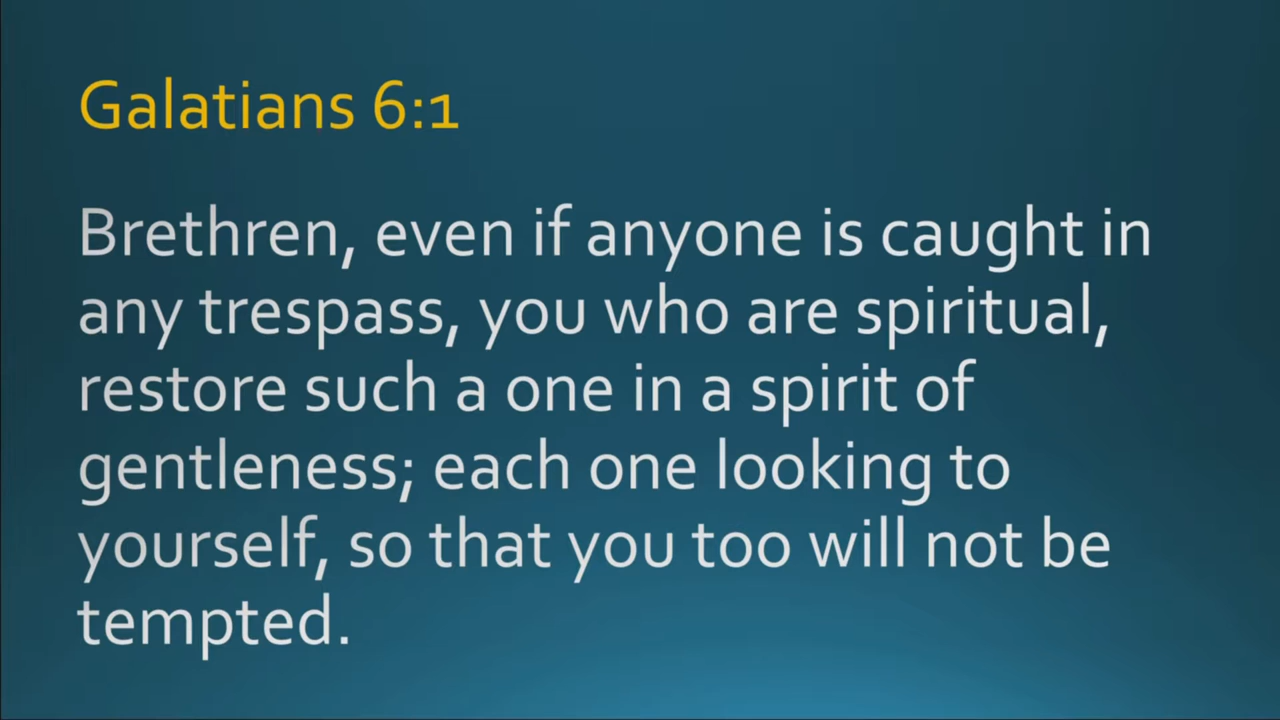 Galatians 6:1
Brethren, even if anyone is caught in
any trespass, you who are spiritual,
restore such a one in a spirit of
gentleness; each one looking to
yourself, so that you too will not be
tempted.